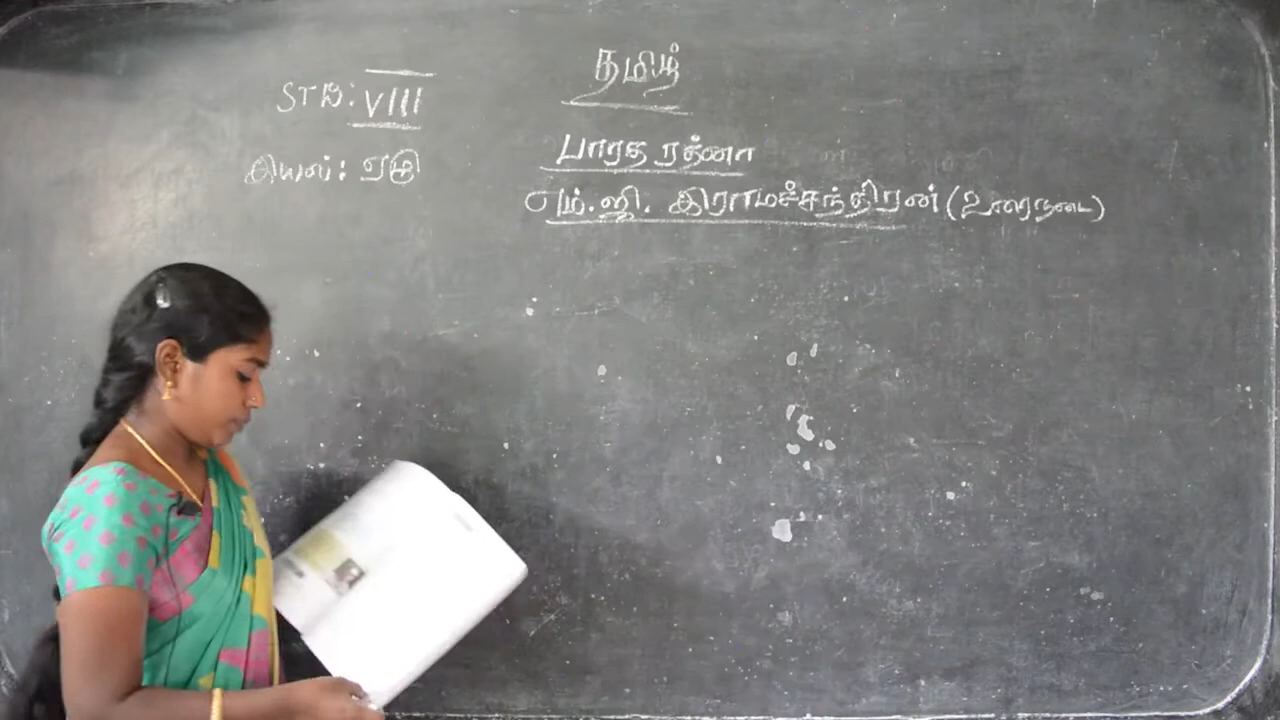 தமிழ்
STD: VIII
பாரத ரத்னா
இயல்: ஏழு
எம்.ஜி. இராமச்சந்திரன் (உரைநடை)